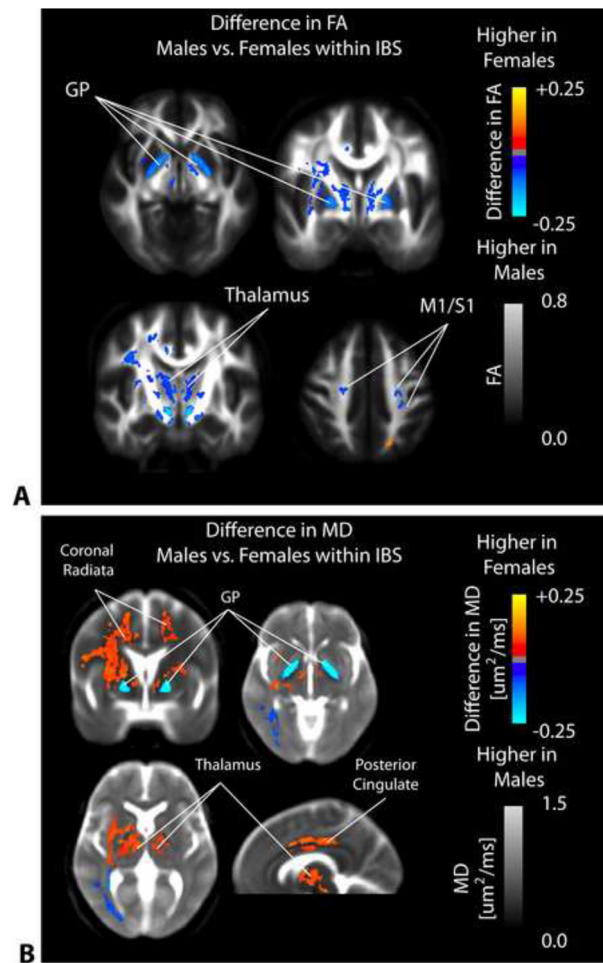 Difference in FA
Males vs. Females within IBS
GP
Thalamus
M1/S1
Higher in
Females
+0.25
Difference in FA
-0.25
Higher in
Males
0.8
FA
0.0
A
Difference in MD
Males vs. Females within IBS
Coronal
Radiata
GP
Thalamus
Posterior
Cingulate
Higher in
Females
+0.25
Difference in MD
[um²/ms]
-0.25
Higher in
Males
1.5
MD
[um²/ms]
0.0
B